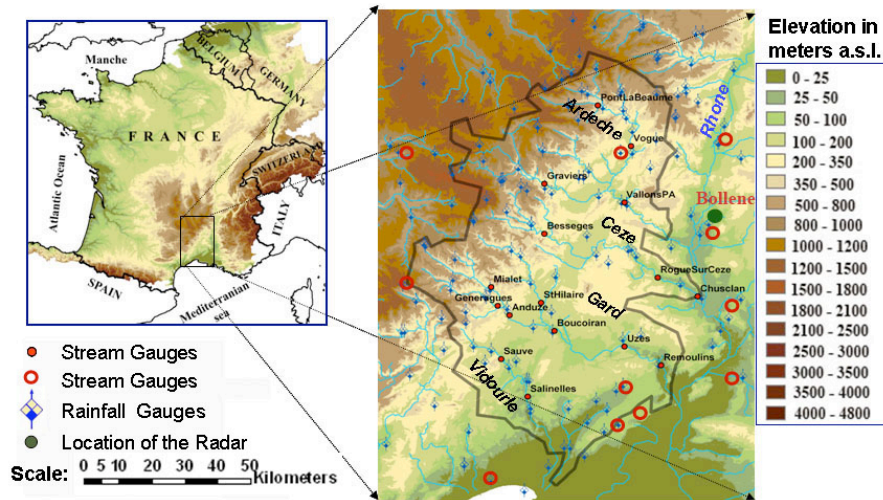 Manche
BELGIUM
GERMANY
FRANCE
SWITZERLAND
Atlantic Ocean
ITALY
SPAIN
Mediterranean
sea
Stream Gauges
Stream Gauges
Rainfall Gauges
Location of the Radar
Scale:
0 5 10 20 30 40 50
Kilometers
PontLaBeaume
Ardeche
Vogue
Rhone
Graviers
VallonsPA
Bollene
Ceze
Besseges
RogueSurCeze
Mialet
Chusclan
Generagues
StHilaire
Gard
Anduze
Boucoiran
Uzes
Sauve
Remoulins
Vidourle
Salinelles
Elevation in
meters a.s.l.
0 - 25
25 - 50
50 - 100
100 - 200
200 - 350
350 - 500
500 - 800
800 - 1000
1000 - 1200
1200 - 1500
1500 - 1800
1800 - 2100
2100 - 2500
2500 - 3000
3000 - 3500
3500 - 4000
4000 - 4800